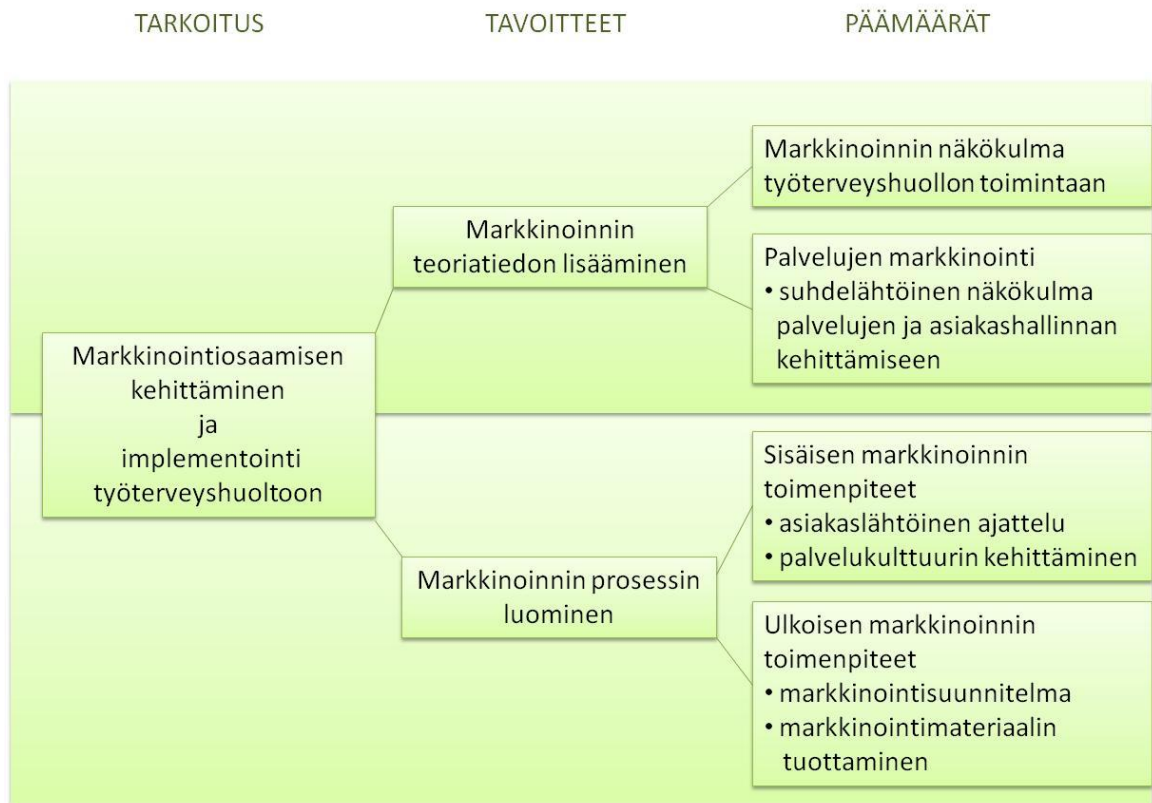 TARKOITUS
TAVOITTEET
PÄÄMÄÄRÄT
Markkinointiosaamisen
kehittäminen
ja
implementointi
työterveyshuoltoon
Markkinoinnin
teoriatiedon lisääminen
Markkinoinnin näkökulma
työterveyshuollon toimintaan
Palvelujen markkinointi
• suhdelähtöinen näkökulma
palvelujen ja asiakashallinnan
kehittämiseen
Markkinoinnin prosessin
luominen
Sisäisen markkinoinnin
toimenpiteet
• asiakaslähtöinen ajattelu
• palvelukulttuurin kehittäminen
Ulkoisen markkinoinnin
toimenpiteet
• markkinointisuunnitelma
• markkinointimateriaalin
tuottaminen